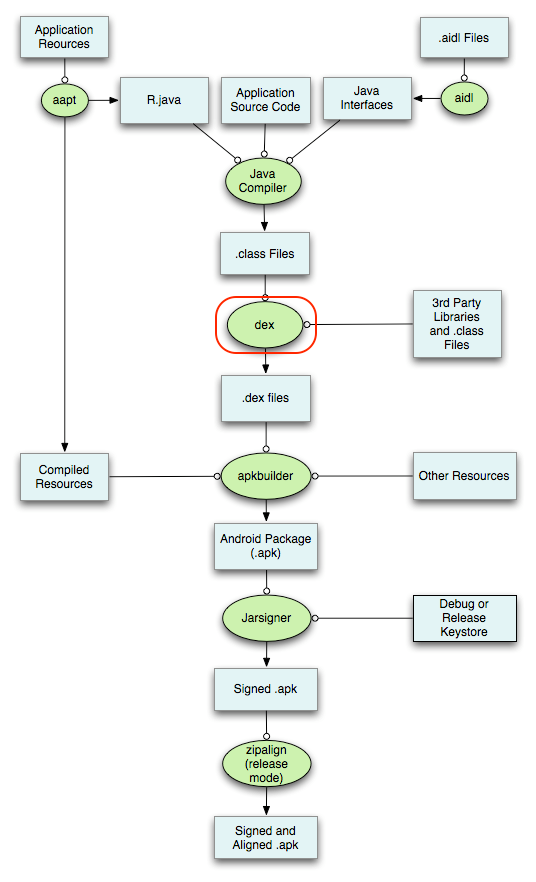 Application
Reources
.aidl Files
aapt
R.java
Application
Source Code
Java
Interfaces
aidl
Java
Compiler
.class Files
dex
3rd Party
Libraries
and .class
Files
.dex files
Compiled
Resources
apkbuilder
Other Resources
Android Package
(.apk)
Jarsigner
Debug or
Release
Keystore
Signed .apk
zipalign
(release
mode)
Signed and
Aligned .apk